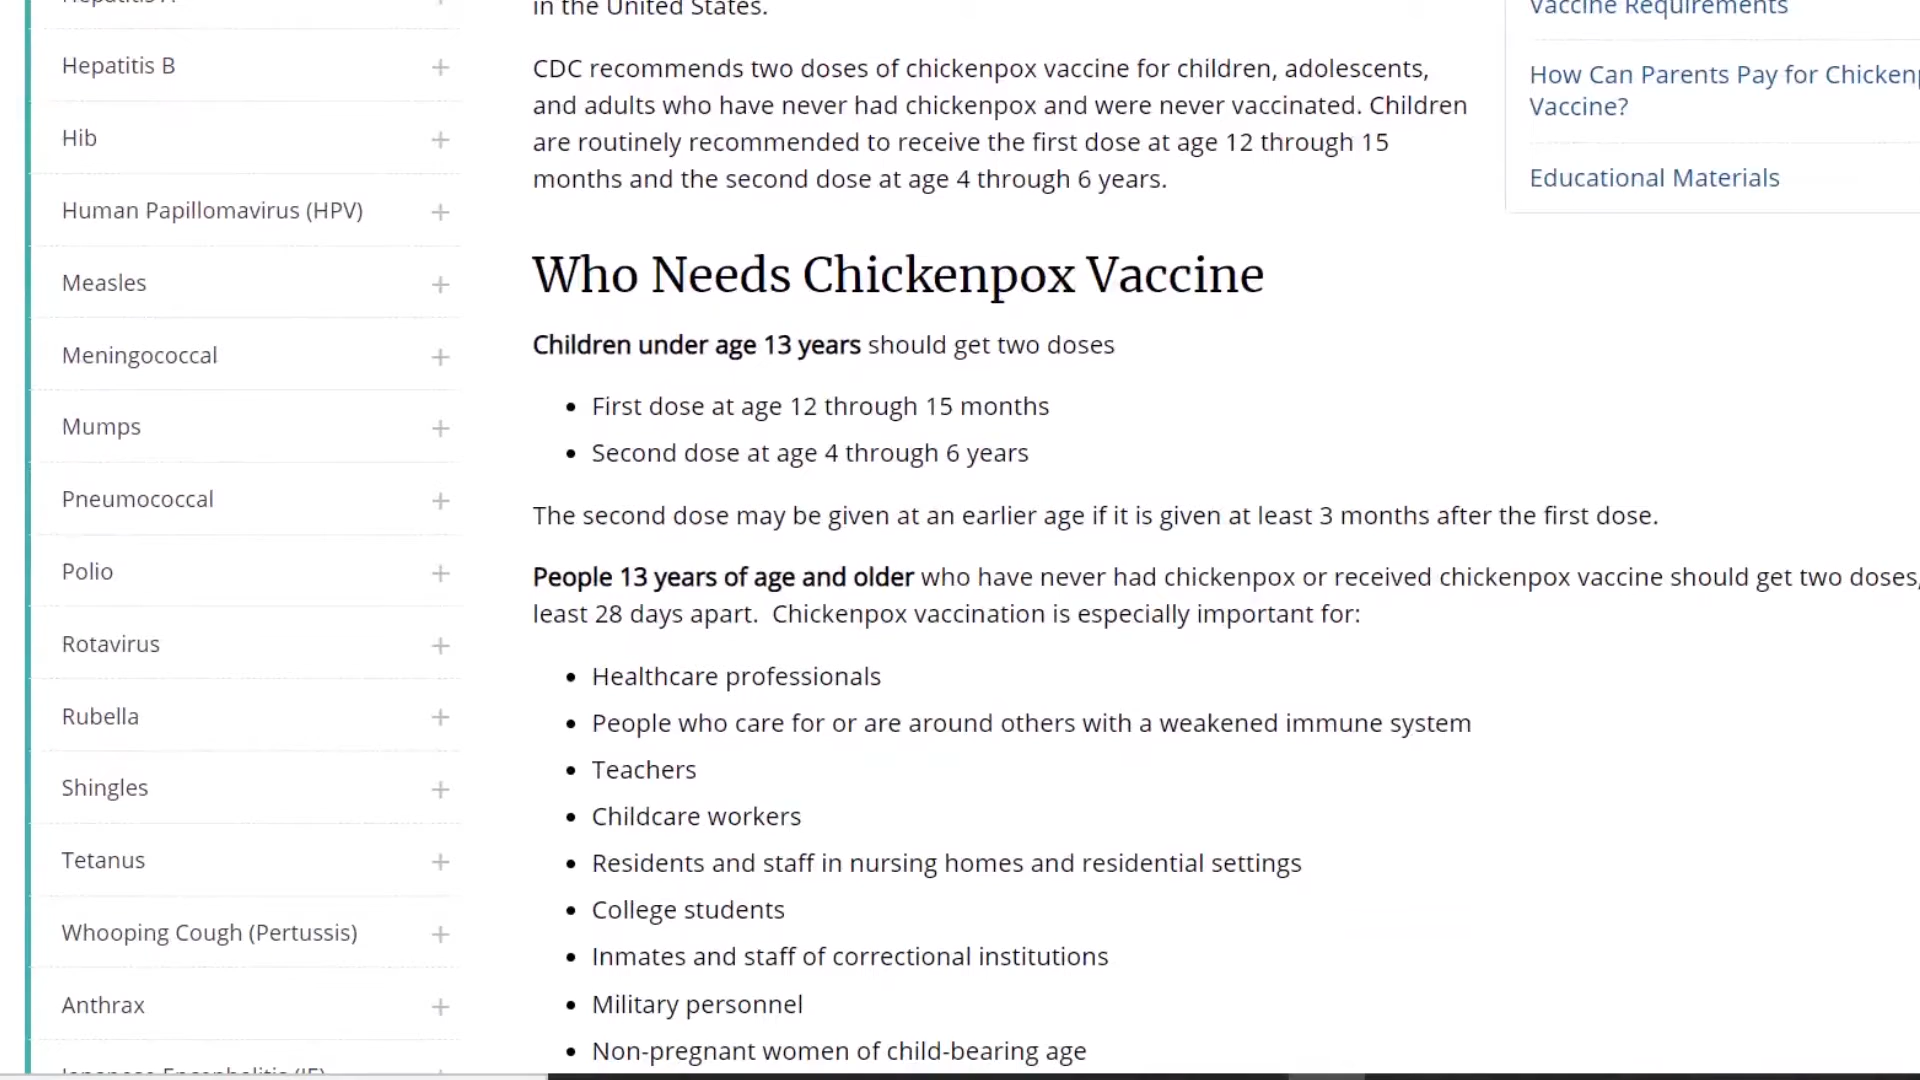 Hepatitis B
Hib
Human Papillomavirus (HPV)
Measles
Meningococcal
Mumps
Pneumococcal
Polio
Rotavirus
Rubella
Shingles
Tetanus
Whooping Cough (Pertussis)
Anthrax
in the United States.
CDC recommends two doses of chickenpox vaccine for children, adolescents,
and adults who have never had chickenpox and were never vaccinated. Children
are routinely recommended to receive the first dose at age 12 through 15
months and the second dose at age 4 through 6 years.
Who Needs Chickenpox Vaccine
Children under age 13 years should get two doses
• First dose at age 12 through 15 months
• Second dose at age 4 through 6 years
The second dose may be given at an earlier age if it is given at least 3 months after the first dose.
People 13 years of age and older who have never had chickenpox or received chickenpox vaccine should get two doses,
least 28 days apart.  Chickenpox vaccination is especially important for:
• Healthcare professionals
• People who care for or are around others with a weakened immune system
• Teachers
• Childcare workers
• Residents and staff in nursing homes and residential settings
• College students
• Inmates and staff of correctional institutions
• Military personnel
• Non-pregnant women of child-bearing age
Vaccine Requirements
How Can Parents Pay for Chickenp
Vaccine?
Educational Materials